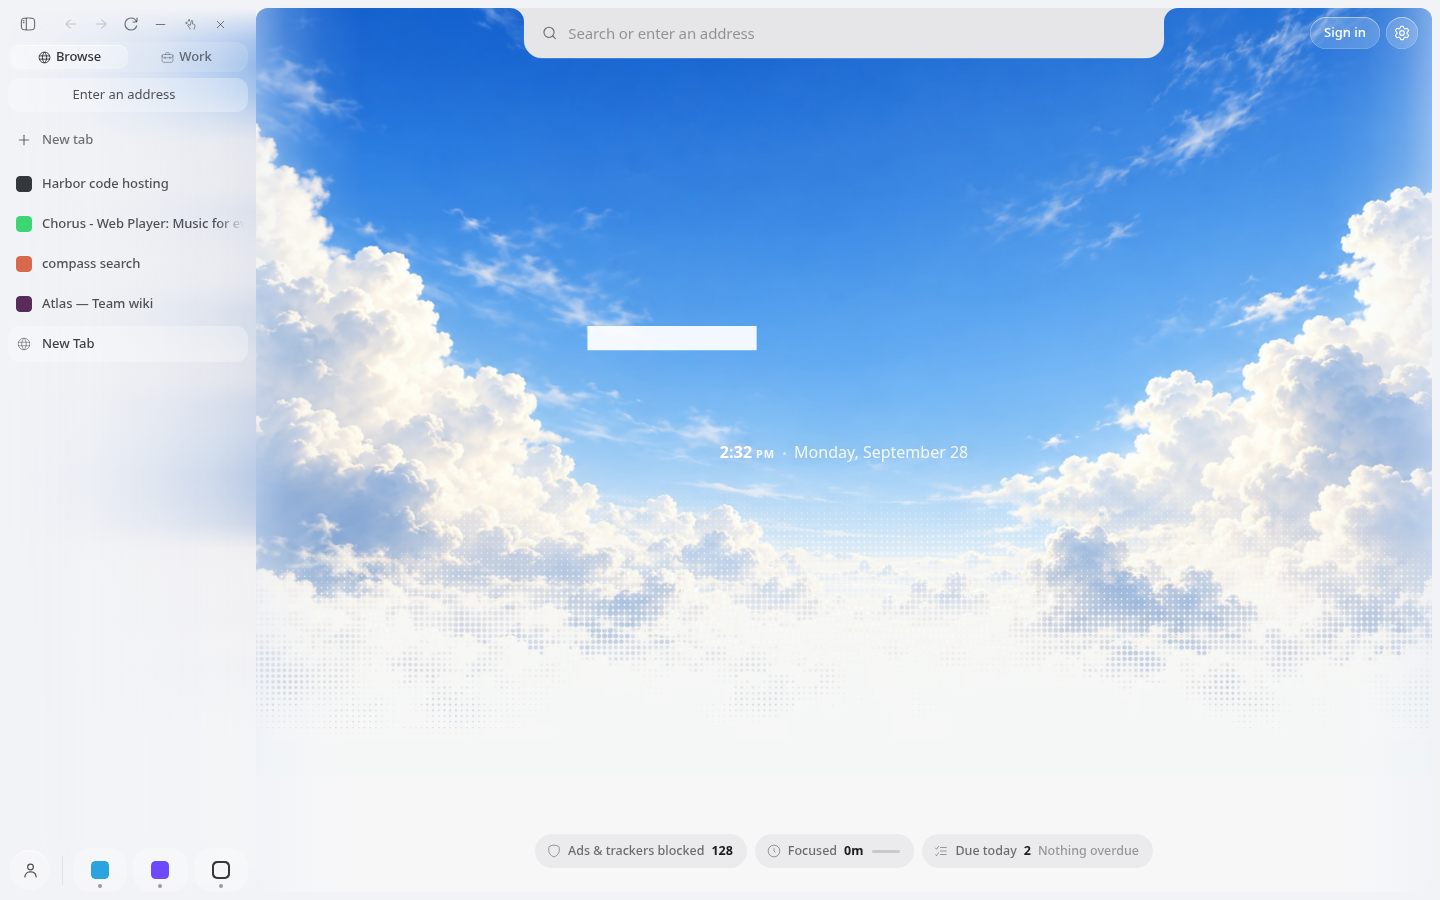 Browse
Work
Enter an address
New tab
Harbor code hosting
Chorus - Web Player: Music for
compass search
Atlas — Team wiki
New Tab
Search or enter an address
Sign in
2:32 PM · Monday, September 28
Ads & trackers blocked 128
Focused 0m
Due today 2 Nothing overdue